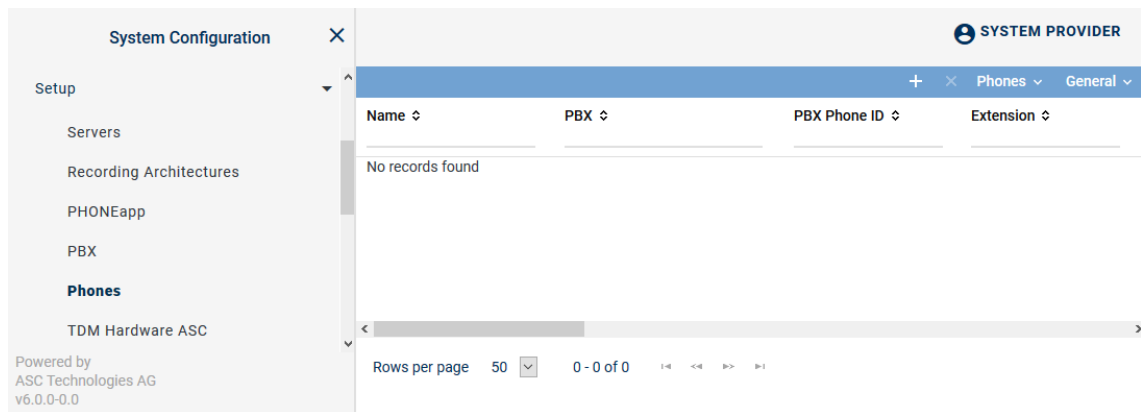 System Configuration
SYSTEM PROVIDER
Setup
Servers
Recording Architectures
PHONEapp
PBX
Phones
TDM Hardware ASC
Powered by
ASC Technologies AG
v6.0.0-0.0
Phones General
Name PBX PBX Phone ID Extension
No records found
Rows per page 50 0 - 0 of 0